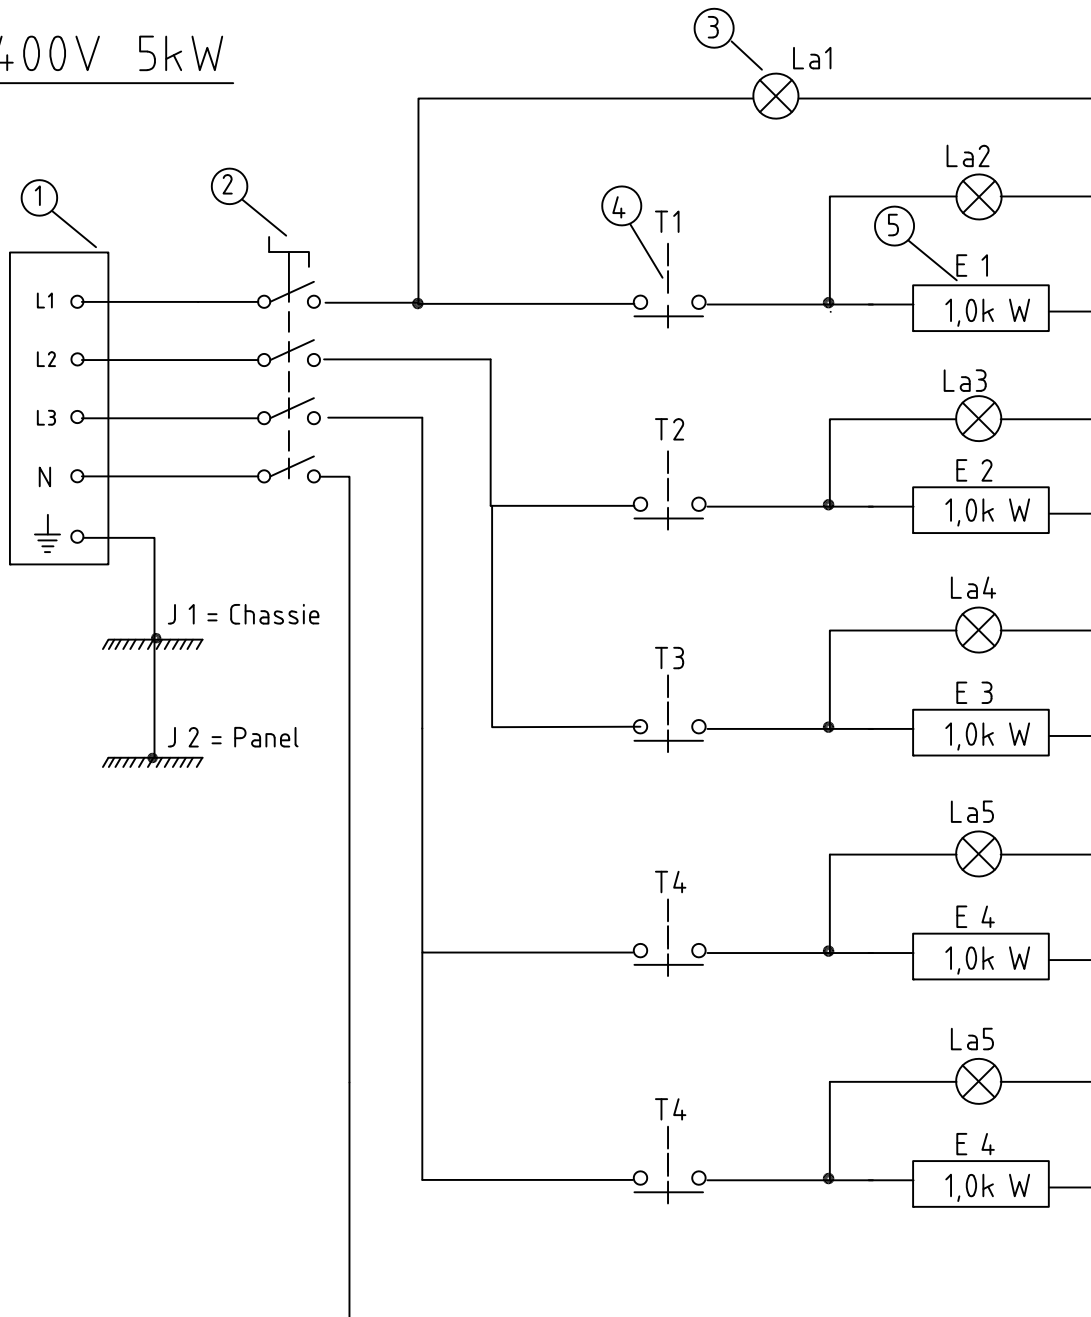 400V 5kW
3
La1
La2
1
2
4
T1
5
E 1
L1
1,0k W
L2
La3
L3
T2
E 2
N
1,0k W
La4
J 1 = Chassie
T3
E 3
1,0k W
J 2 = Panel
La5
T4
E 4
1,0k W
La5
T4
E 4
1,0k W